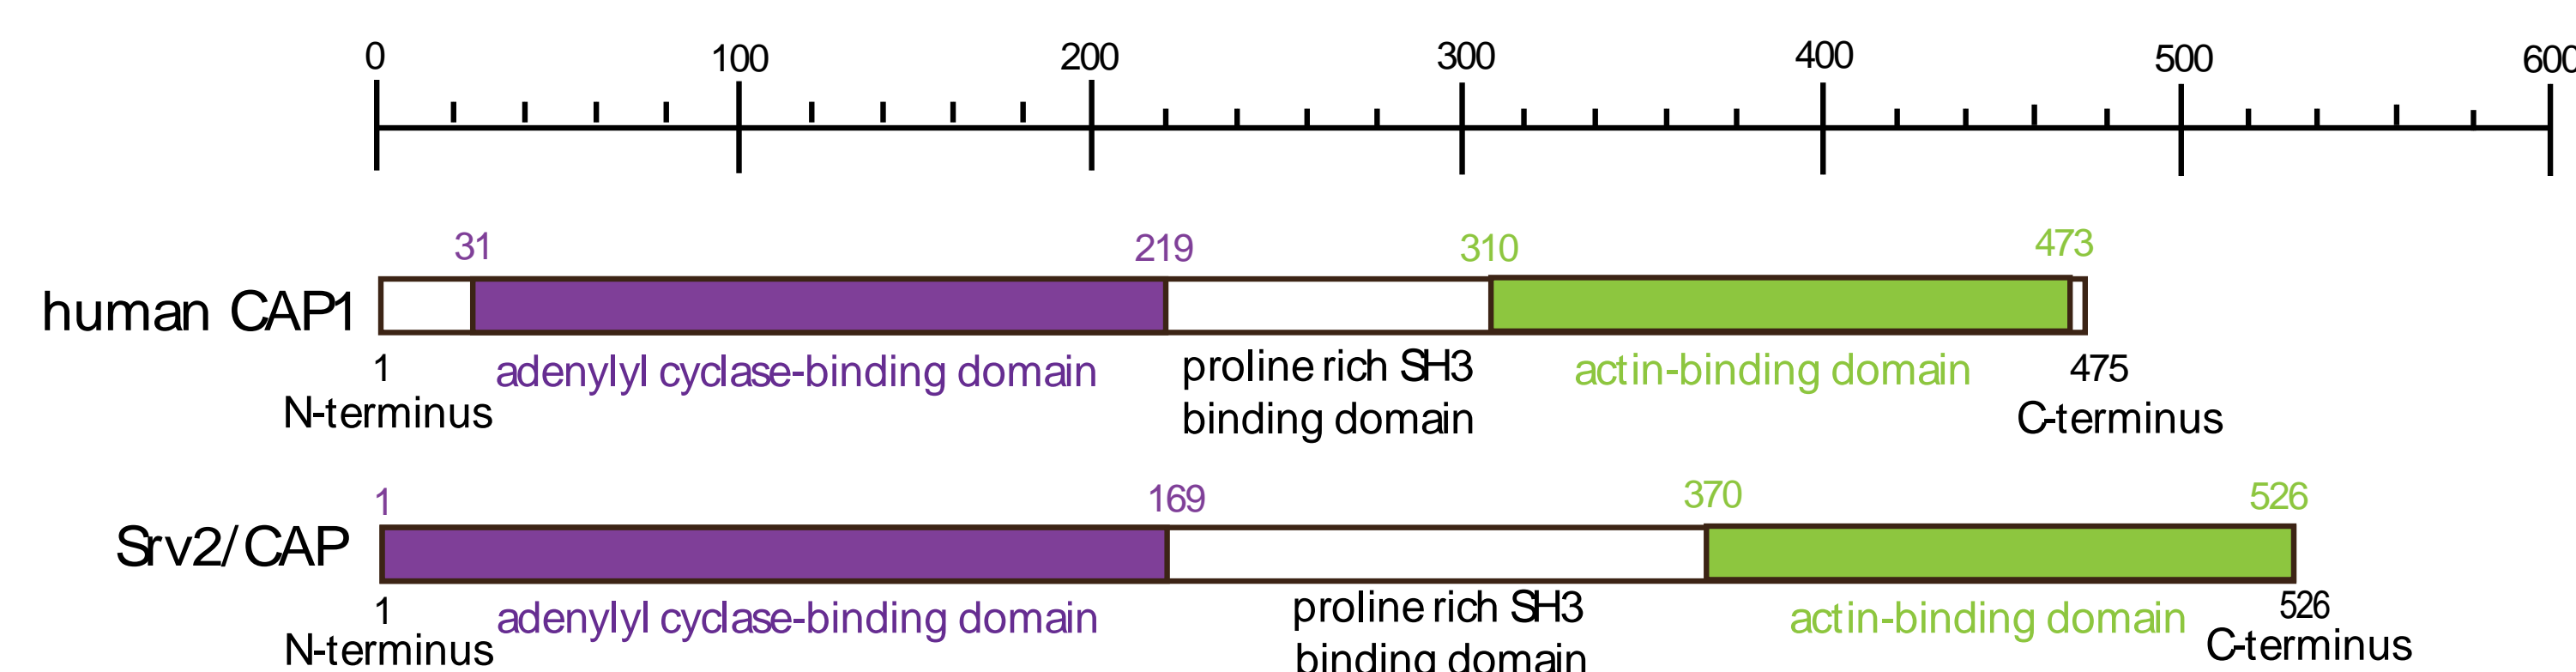 0 100 200 300 400 500 600
31 219 310 473
human CAP1
1 adenylyl cyclase-binding domain proline rich SH3 actin-binding domain 475
N-terminus binding domain C-terminus
1 169 370 526
Srv2/CAP
1 adenylyl cyclase-binding domain proline rich SH3 actin-binding domain 526
N-terminus binding domain C-terminus